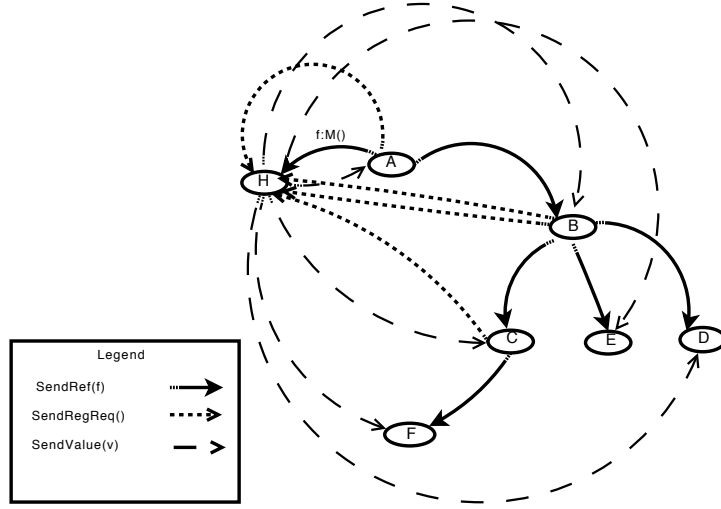 f:M()
A
H
B
C
E
D
F
Legend
SendRef(f)
SendRegReq()
SendValue(v)